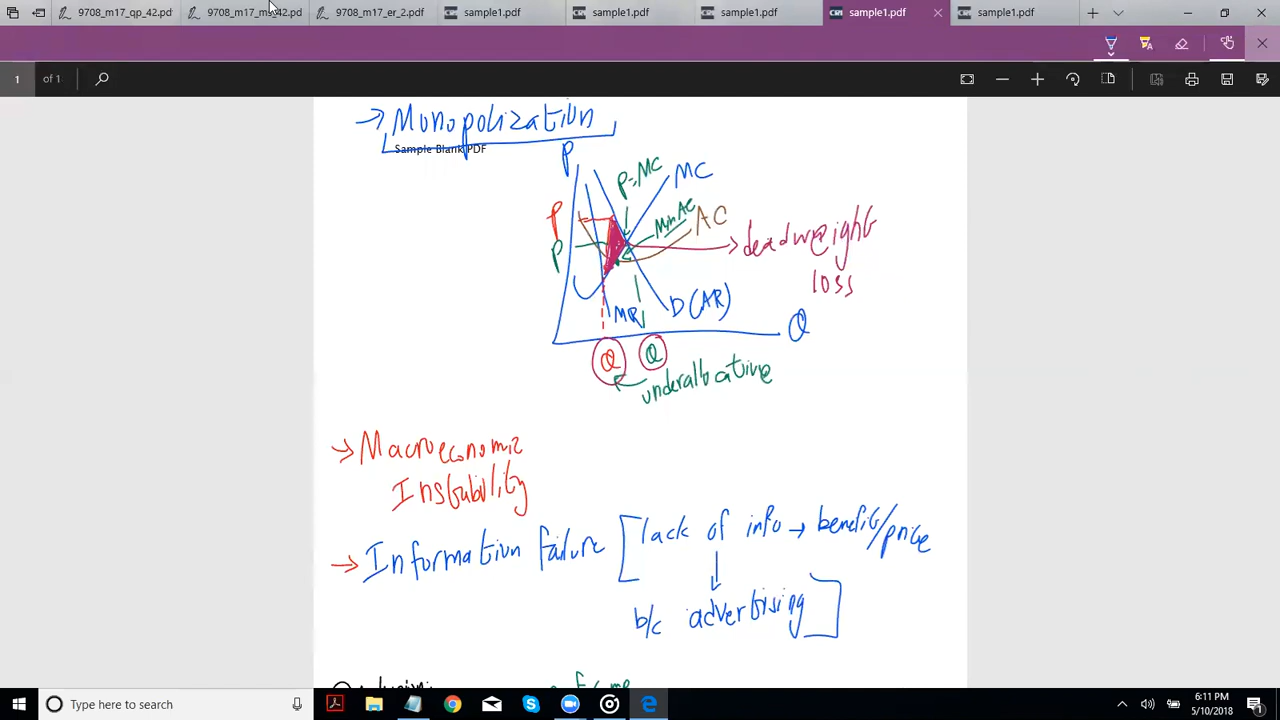 9708_m17_qp_42.pdf 9708_m17_ms_42.pdf 9708_m17_er_2.pdf sample1.pdf sample1.pdf sample1.pdf sample1.pdf sample1.pdf
1 of 1
→ Monopolization
Sample Blank PDF
P
P=MC
MC
Min AC
AC
P
P
→ deadweight
loss
MR
D (AR)
Q
Q Q
underallocative
→ Macroeconomic
Instability
→ Information failure [lack of info → benefit/price
↓
b/c advertising]
Type here to search
6:11 PM
5/10/2018